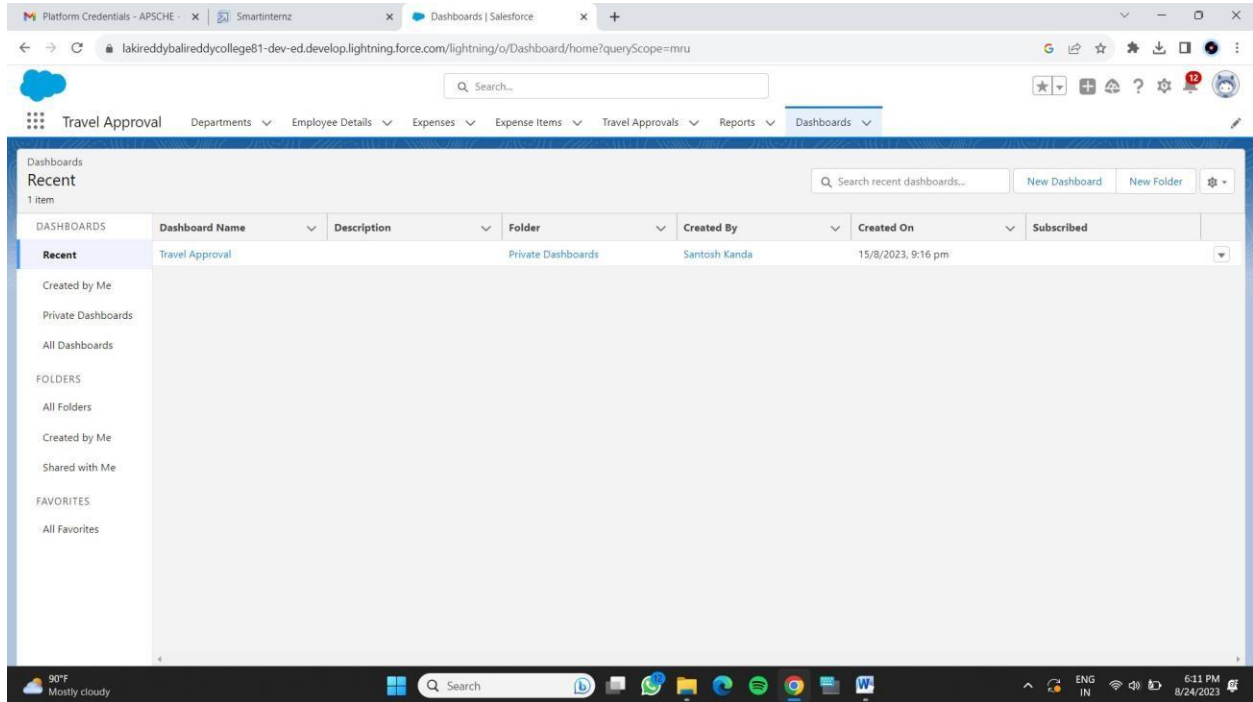 Platform Credentials - APSCHE -
Smartinternz
Dashboards | Salesforce
lakireddybalireddycollege81-dev-ed.develop.lightning.force.com/lightning/o/Dashboard/home?queryScope=mru
Search...
12
Travel Approval Departments Employee Details Expenses Expense Items Travel Approvals Reports Dashboards
Dashboards
Recent
1 item
Search recent dashboards...
New Dashboard
New Folder
DASHBOARDS
Dashboard Name Description Folder Created By Created On Subscribed
Recent
Travel Approval Private Dashboards Santosh Kanda 15/8/2023, 9:16 pm
Created by Me
Private Dashboards
All Dashboards
FOLDERS
All Folders
Created by Me
Shared with Me
FAVORITES
All Favorites
90°F
Mostly cloudy
Search
ENG
IN
6:11 PM
8/24/2023